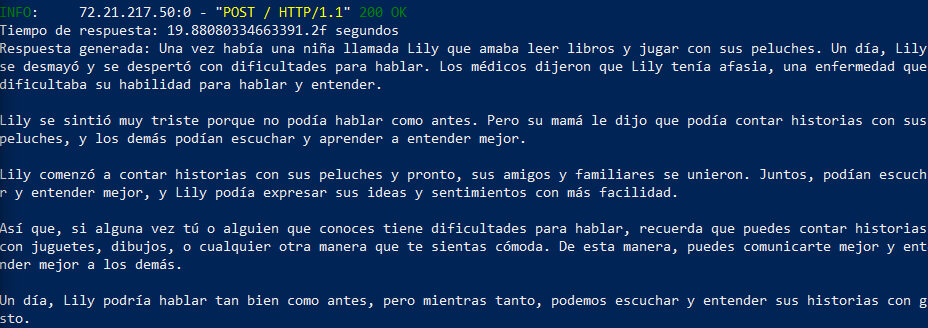 INFO:     72.21.217.50:0 - "POST / HTTP/1.1" 200 OK
Tiempo de respuesta: 19.88080334663391.2f segundos
Respuesta generada: Una vez había una niña llamada Lily que amaba leer libros y jugar con sus peluches. Un día, Lily
se desmayó y se despertó con dificultades para hablar. Los médicos dijeron que Lily tenía afasia, una enfermedad que
dificultaba su habilidad para hablar y entender.
Lily se sintió muy triste porque no podía hablar como antes. Pero su mamá le dijo que podía contar historias con sus
peluches, y los demás podían escuchar y aprender a entender mejor.
Lily comenzó a contar historias con sus peluches y pronto, sus amigos y familiares se unieron. Juntos, podían escuch
r y entender mejor, y Lily podía expresar sus ideas y sentimientos con más facilidad.
Así que, si alguna vez tú o alguien que conoces tiene dificultades para hablar, recuerda que puedes contar historias
con juguetes, dibujos, o cualquier otra manera que te sientas cómoda. De esta manera, puedes comunicarte mejor y ent
nder mejor a los demás.
Un día, Lily podría hablar tan bien como antes, pero mientras tanto, podemos escuchar y entender sus historias con g
sto.